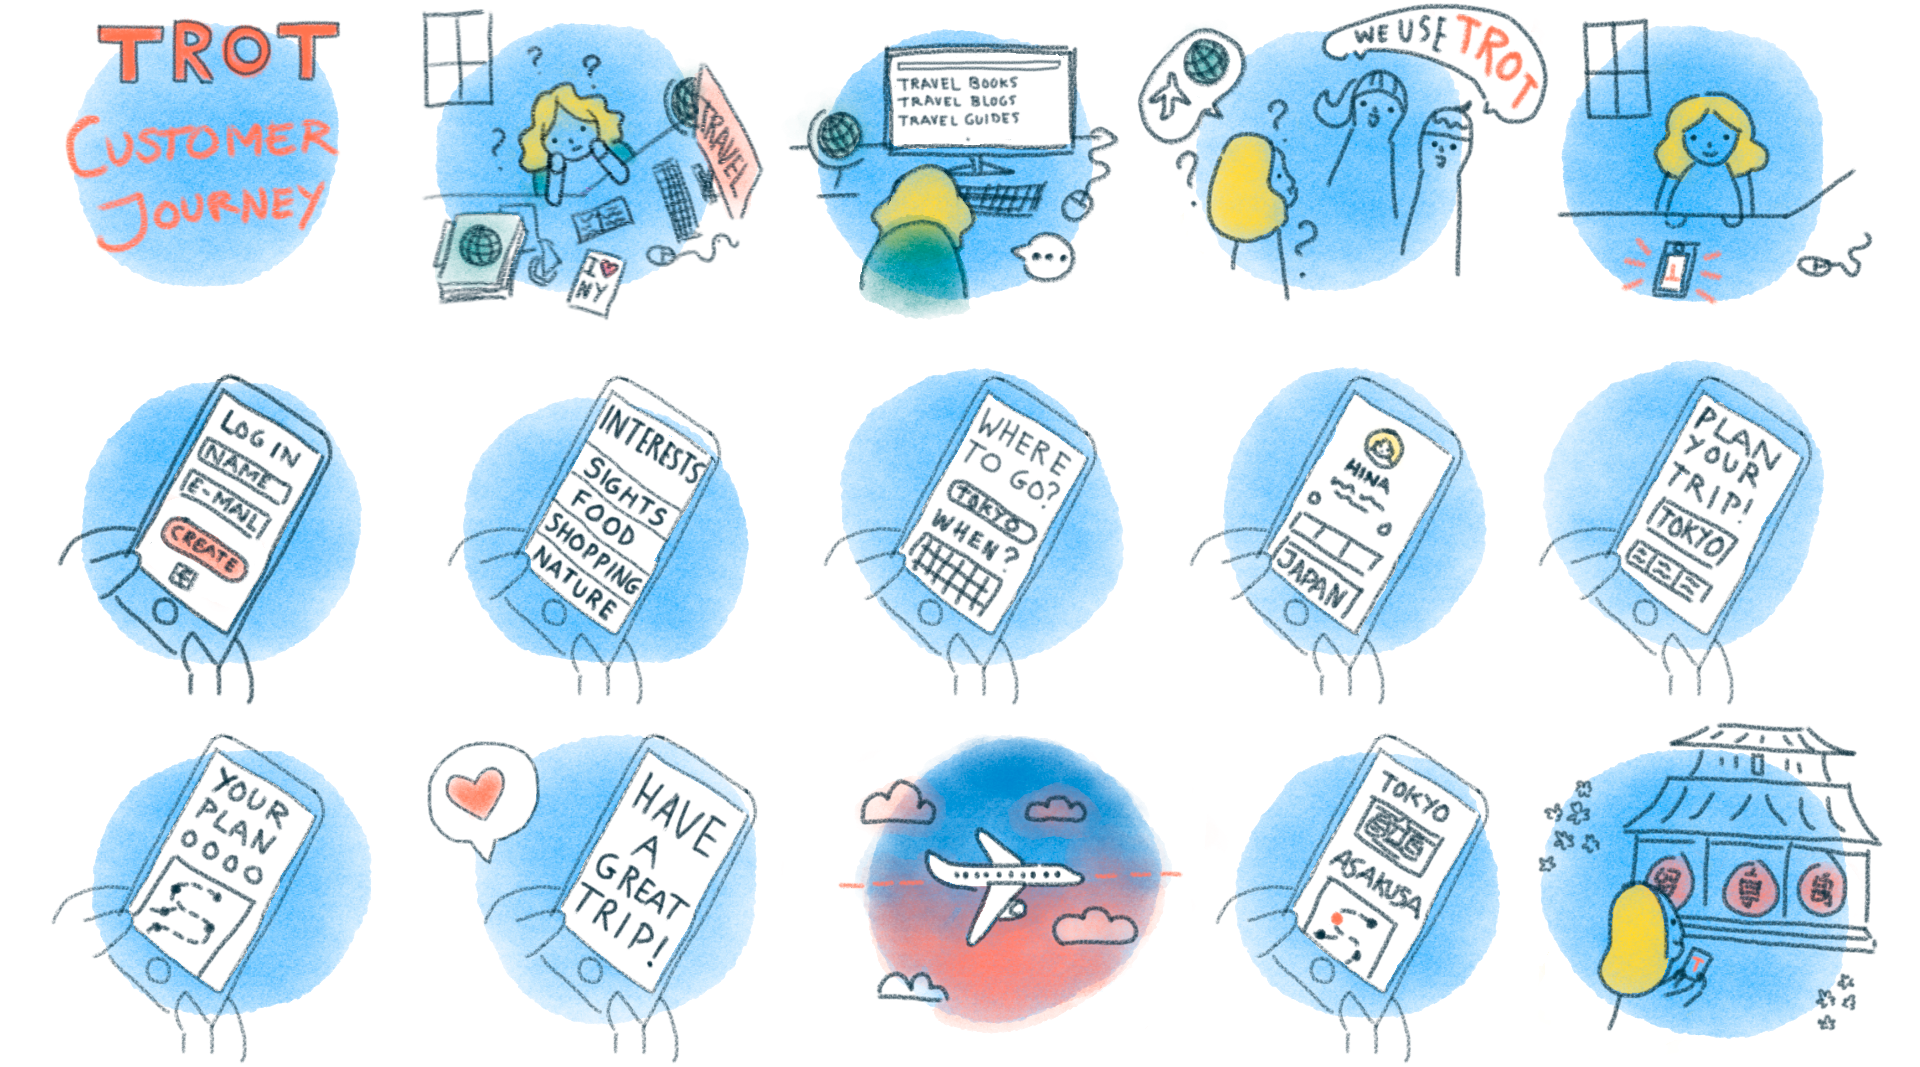 TROT
CUSTOMER
JOURNEY
TRAVEL
I ♥
NY
TRAVEL BOOKS
TRAVEL BLOGS
TRAVEL GUIDES
WE USE TROT
LOG IN
NAME
E-MAIL
CREATE
INTERESTS
SIGHTS
FOOD
SHOPPING
NATURE
WHERE
TO GO?
TOKYO
WHEN?
HINA
JAPAN
PLAN
YOUR
TRIP!
TOKYO
YOUR
PLAN
HAVE
A
GREAT
TRIP!
TOKYO
ASAKUSA
T